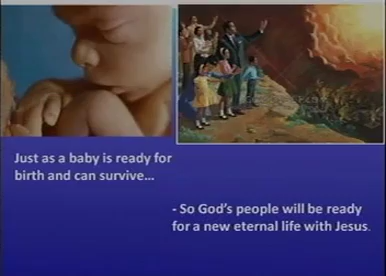 Just as a baby is ready for
birth and can survive...
- So God's people will be ready
for a new eternal life with Jesus.